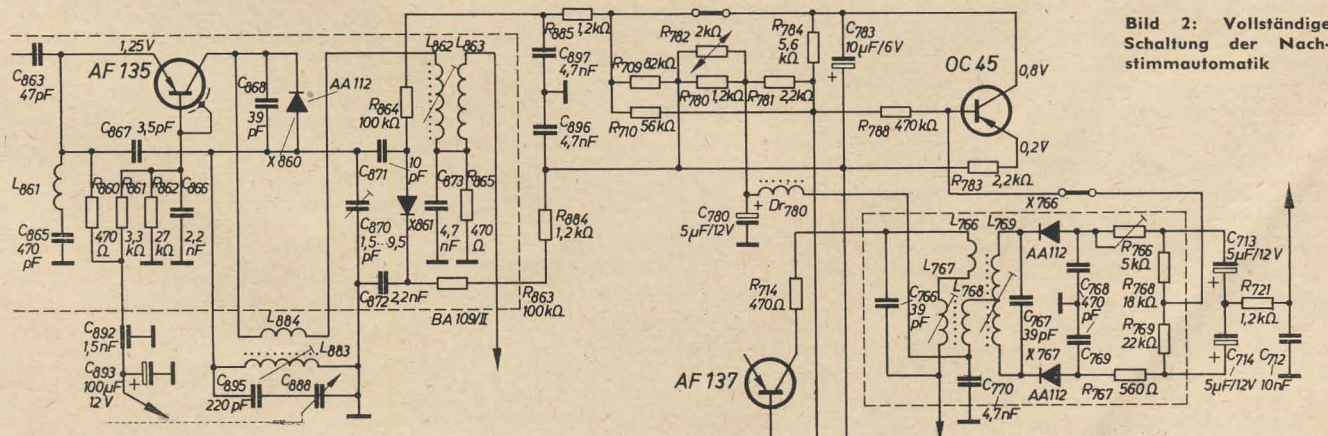 Bild 2: Vollständige
Schaltung der Nach-
stimmautomatik
C863
47pF
1,25V
AF 135
C867
3,5pF
C868
39
pF
AA112
X860
L861
C865
470
pF
R860
470
Ω
R861
3,3
kΩ
R862
27
kΩ
C866
2,2
nF
C892
1,5nF
C893
100µF
12V
L884
L883
C895
220pF
C888
R864
100kΩ
C871
10
pF
C870
1,5...9,5
pF
X861
C872
2,2nF
BA109/II
R863
100kΩ
L862
L863
C873
4,7
nF
R865
470
Ω
R885
1,2kΩ
C897
4,7nF
C896
4,7nF
R884
1,2kΩ
R782
2kΩ
R709
82kΩ
R780
1,2kΩ
R781
2,2kΩ
R710
56kΩ
R784
5,6
kΩ
C783
10µF/6V
OC 45
0,8V
0,2V
R788
470kΩ
R783
2,2kΩ
C780
5µF/12V
Dr780
R714
470Ω
AF 137
C766
39
pF
L766
L767
L768
L769
C770
4,7nF
C767
39pF
X766
AA112
X767
AA112
C768
470
pF
C769
R766
5kΩ
R768
18kΩ
R769
22kΩ
R767
560Ω
C713
5µF/12V
C714
5µF/12V
R721
1,2kΩ
C712
10nF